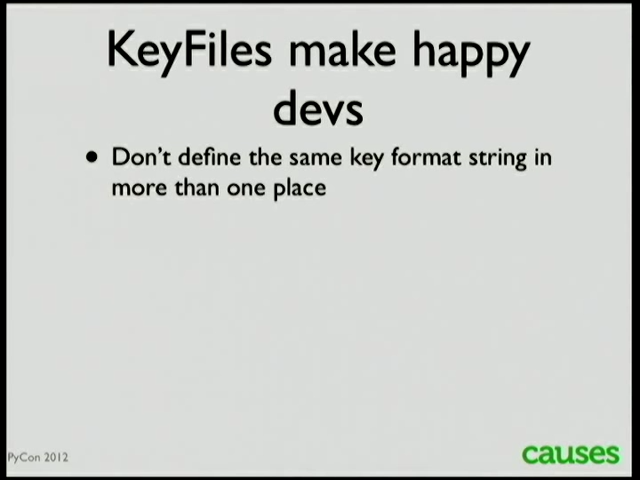 KeyFiles make happy
devs
• Don't define the same key format string in
more than one place
PyCon 2012
causes